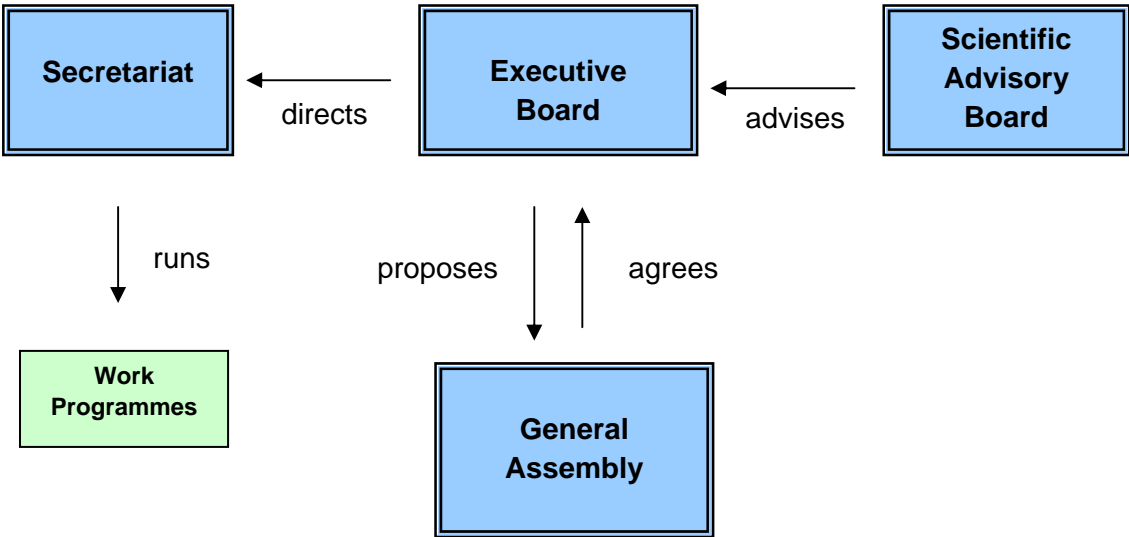 Secretariat
directs
Executive
Board
advises
Scientific
Advisory
Board
runs
proposes
agrees
Work
Programmes
General
Assembly